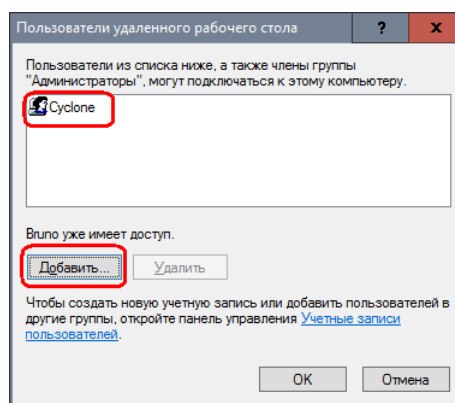 Пользователи удаленного рабочего стола ? x
Пользователи из списка ниже, а также члены группы
"Администраторы", могут подключаться к этому компьютеру.
Cyclone
Bruno уже имеет доступ.
Добавить... Удалить
Чтобы создать новую учетную запись или добавить пользователей в
другие группы, откройте панель управления Учетные записи
пользователей.
OK Отмена